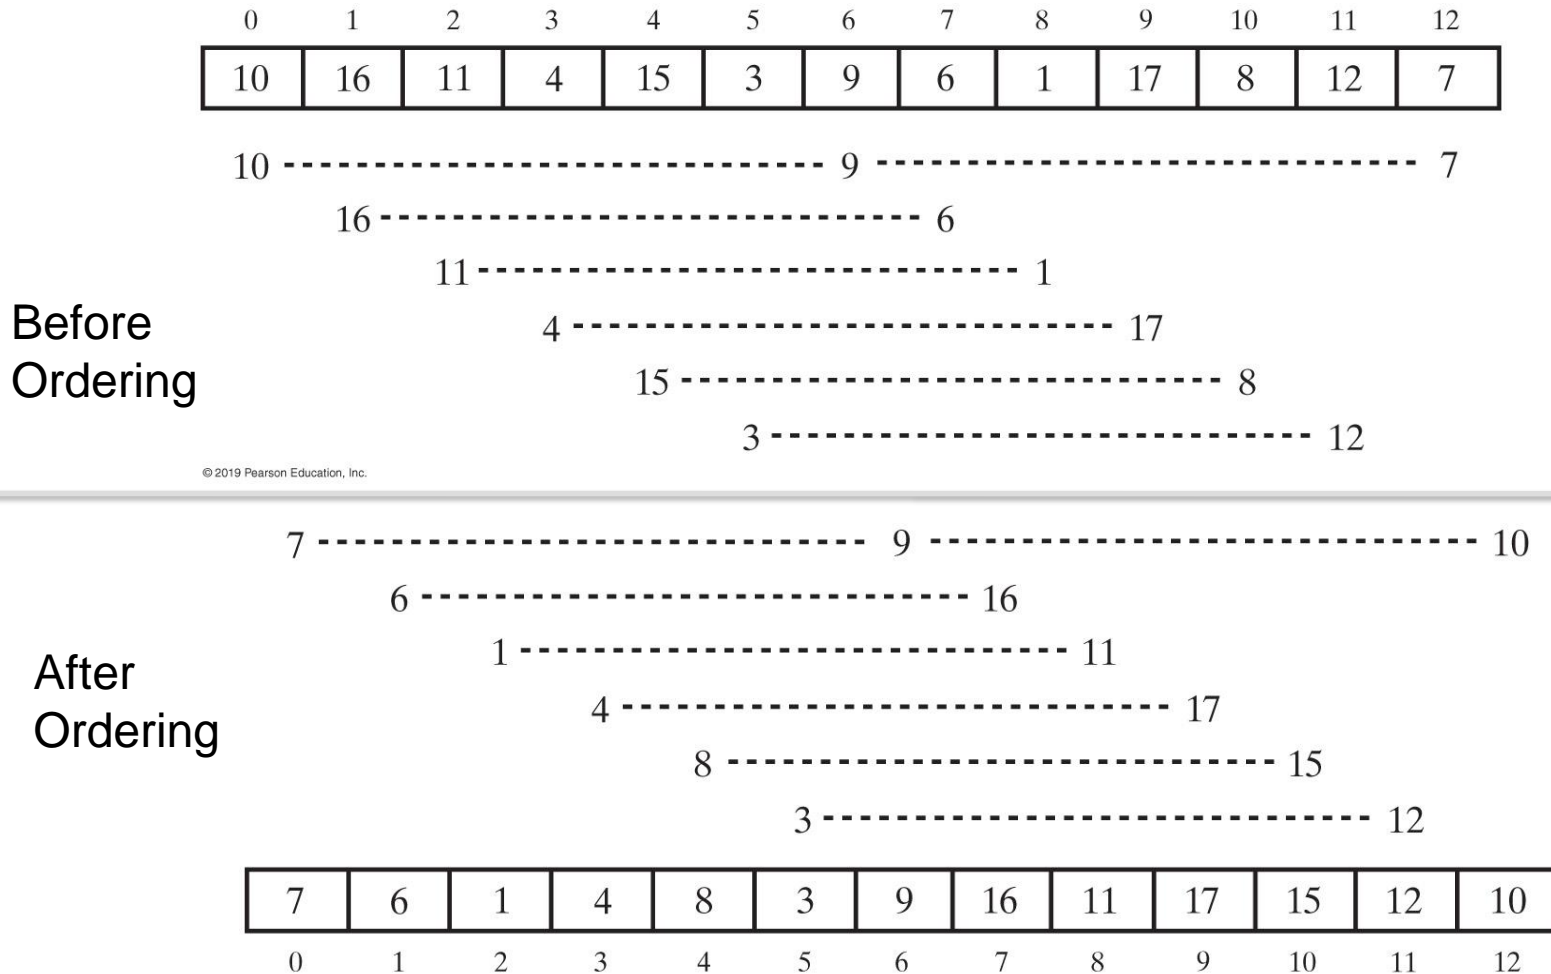 0 1 2 3 4 5 6 7 8 9 10 11 12
10 16 11 4 15 3 9 6 1 17 8 12 7
10 9 7
16 6
11 1
Before
4 17
Ordering
15 8
3 12
© 2019 Pearson Education, Inc.
7 9 10
6 16
1 11
After
4 17
Ordering
8 15
3 12
7 6 1 4 8 3 9 16 11 17 15 12 10
0 1 2 3 4 5 6 7 8 9 10 11 12